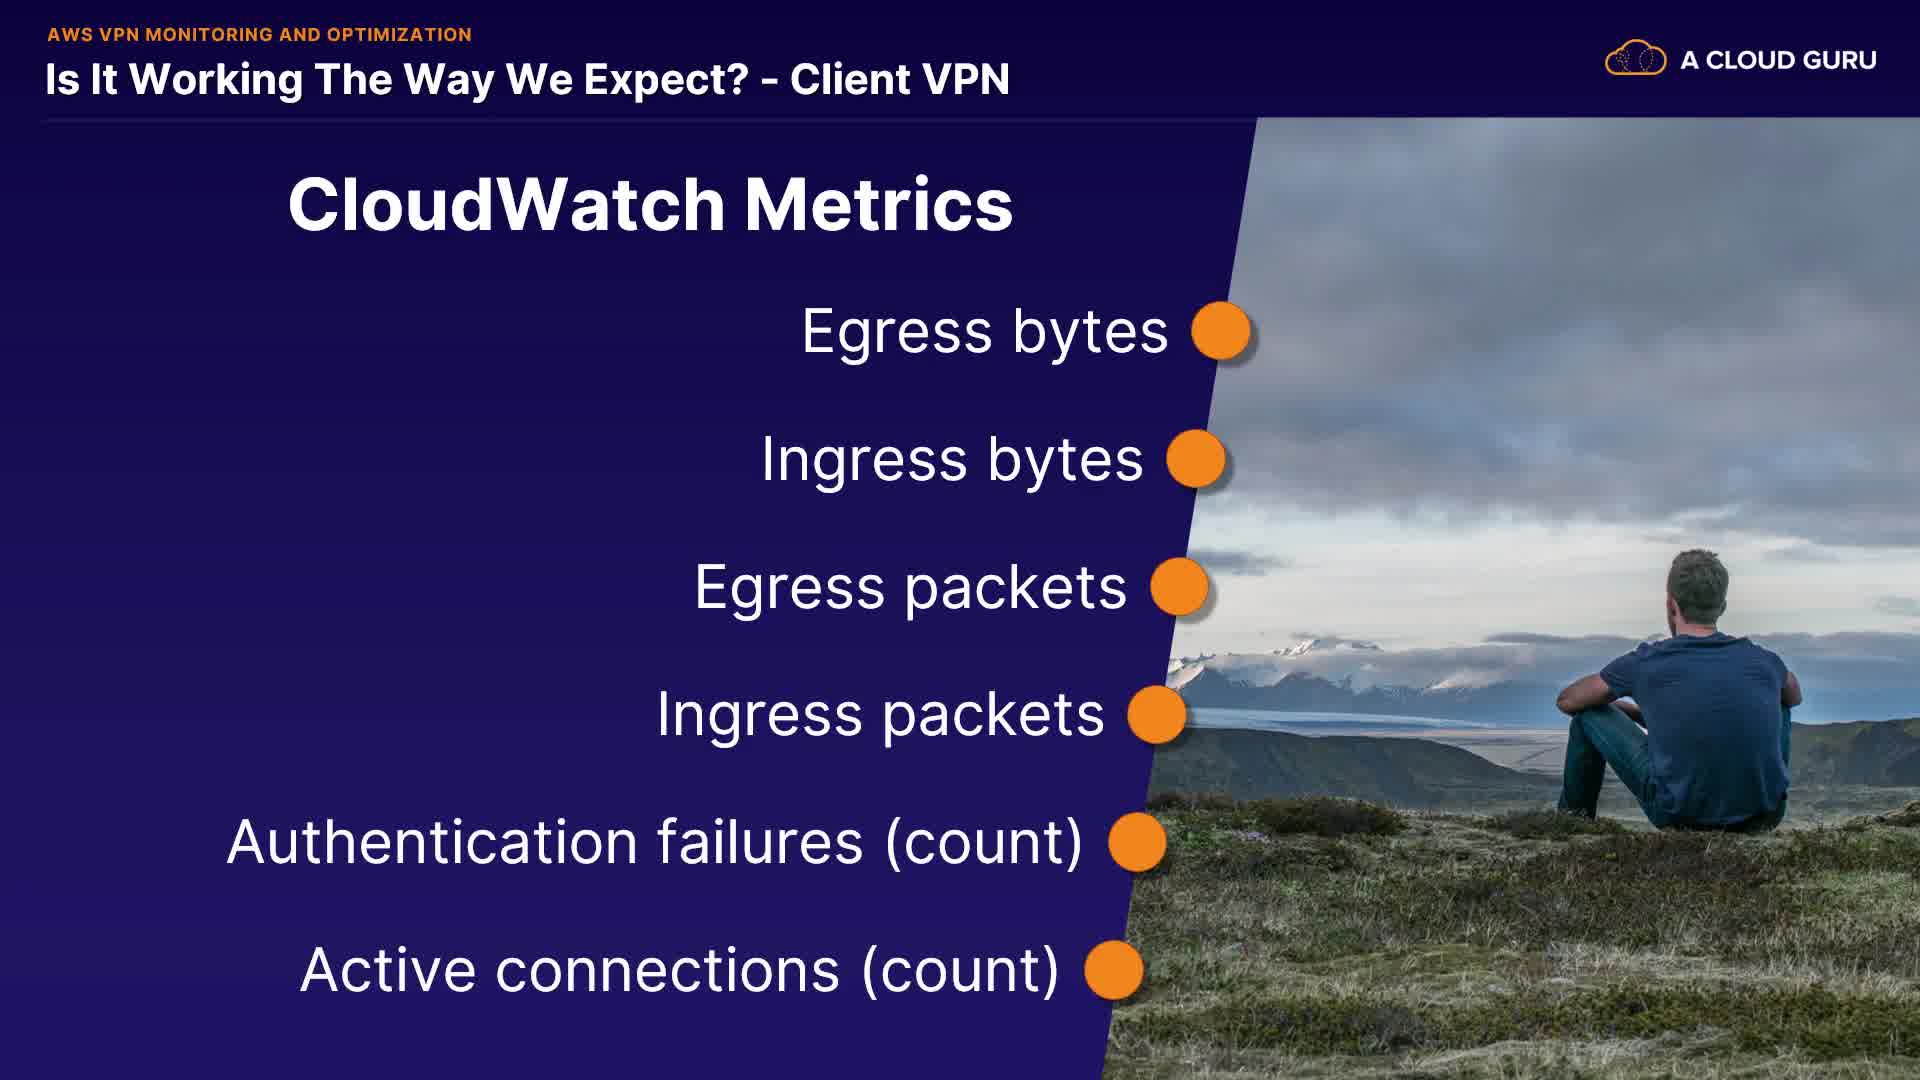 AWS VPN MONITORING AND OPTIMIZATION
Is It Working The Way We Expect? - Client VPN
A CLOUD GURU
CloudWatch Metrics
Egress bytes
Ingress bytes
Egress packets
Ingress packets
Authentication failures (count)
Active connections (count)